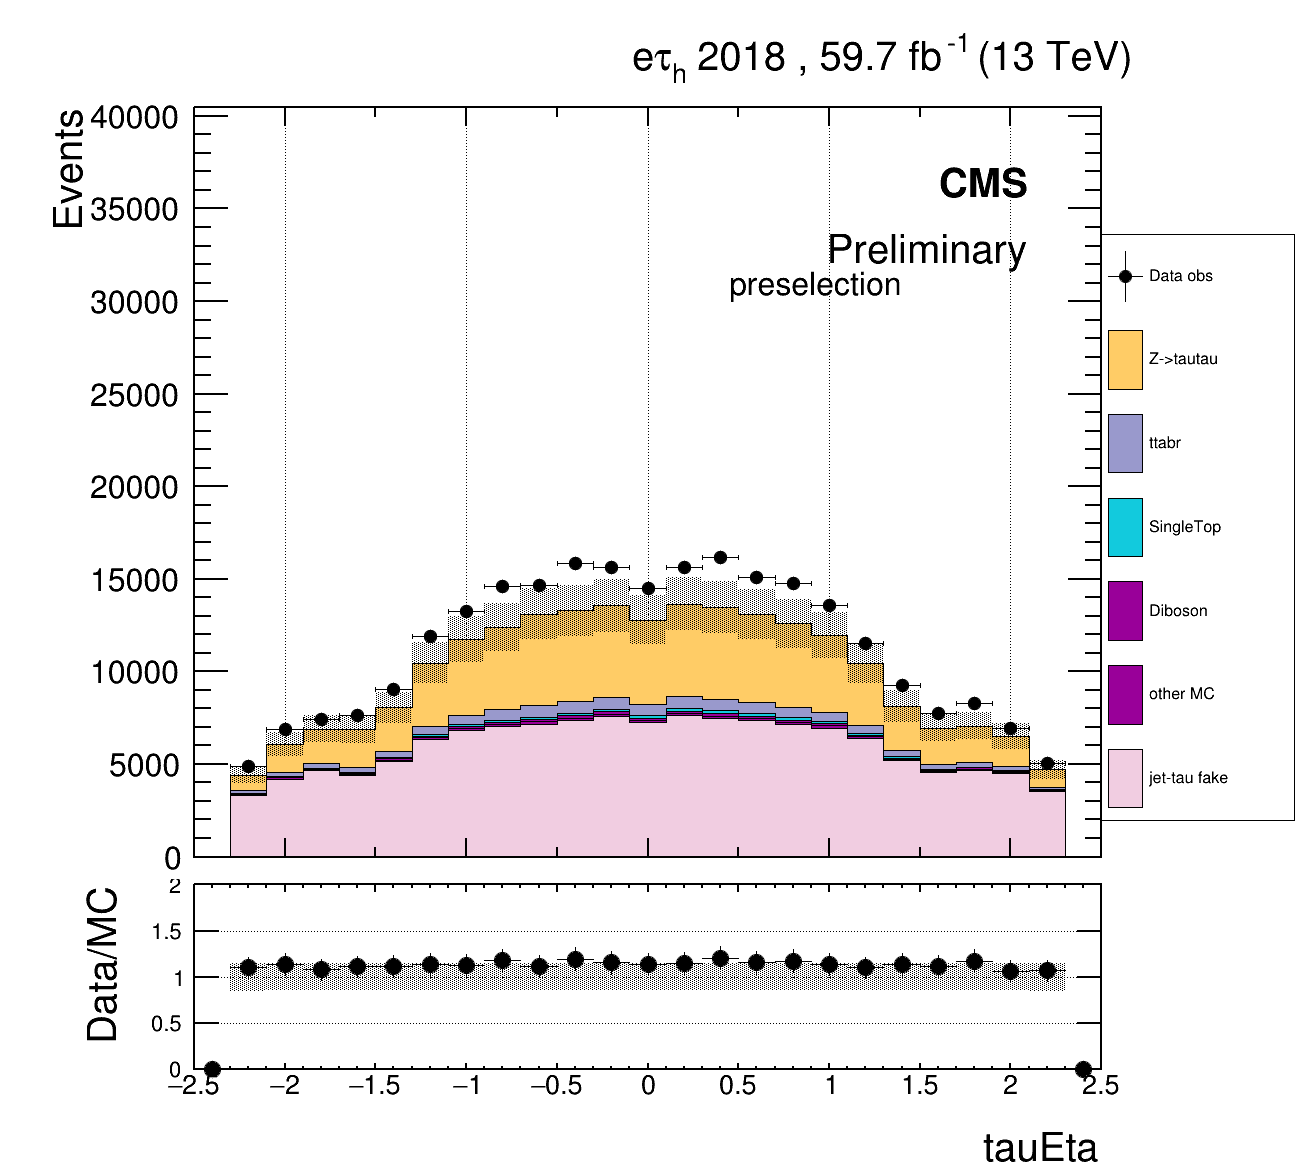 eτh 2018 , 59.7 fb-1 (13 TeV)
Events
40000
35000
30000
25000
20000
15000
10000
5000
0
CMS
Preliminary
preselection
Data obs
Z->tautau
ttabr
SingleTop
Diboson
other MC
jet-tau fake
Data/MC
2
1.5
1
0.5
0
−2.5 −2 −1.5 −1 −0.5 0 0.5 1 1.5 2 2.5
tauEta